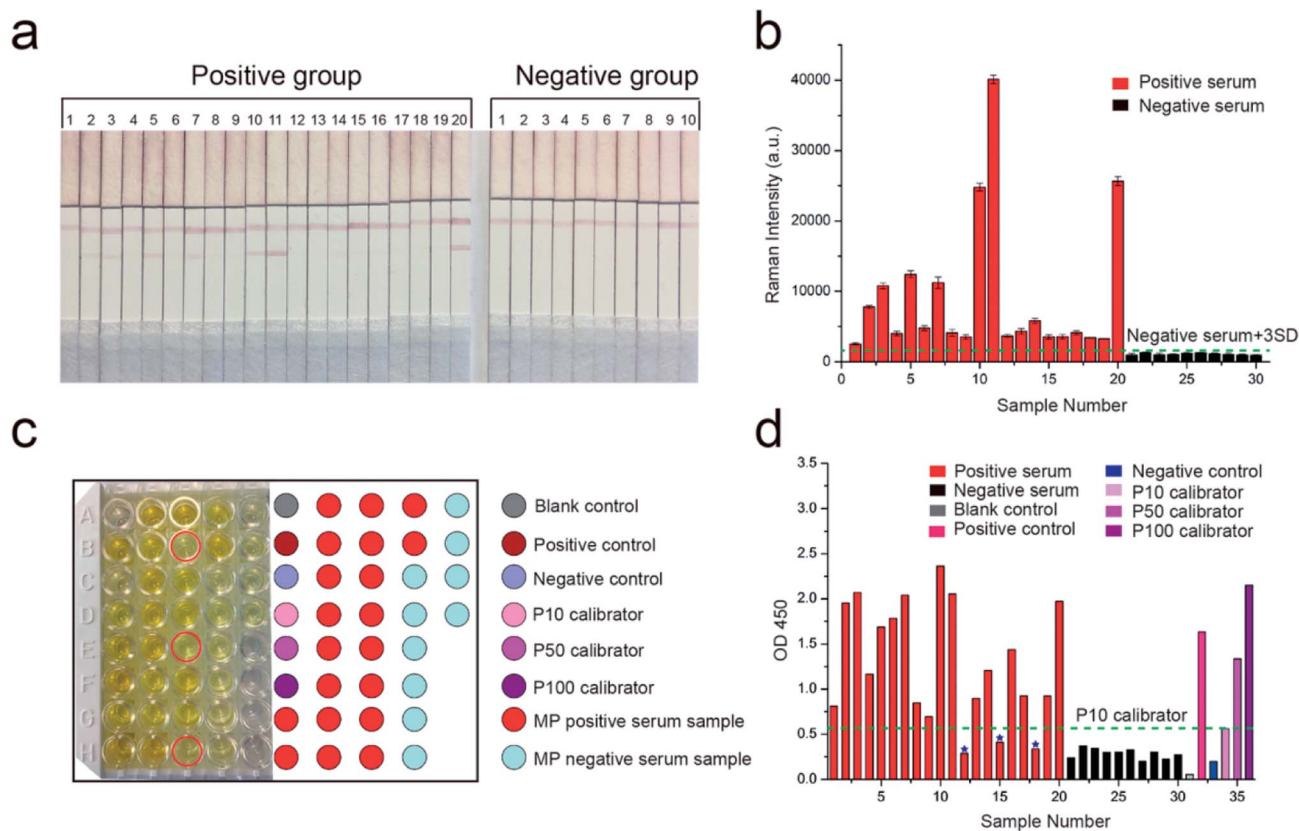 a
Positive group
Negative group
1 2 3 4 5 6 7 8 9 10 11 12 13 14 15 16 17 18 19 20
1 2 3 4 5 6 7 8 9 10
b
40000
30000
20000
10000
0
Raman Intensity (a.u.)
Positive serum
Negative serum
Negative serum+3SD
0 5 10 15 20 25 30
Sample Number
c
A
B
C
D
E
F
G
H
Blank control
Positive control
Negative control
P10 calibrator
P50 calibrator
P100 calibrator
MP positive serum sample
MP negative serum sample
d
3.5
3.0
2.5
2.0
1.5
1.0
0.5
0.0
OD 450
Positive serum
Negative serum
Blank control
Positive control
Negative control
P10 calibrator
P50 calibrator
P100 calibrator
P10 calibrator
5 10 15 20 25 30 35
Sample Number